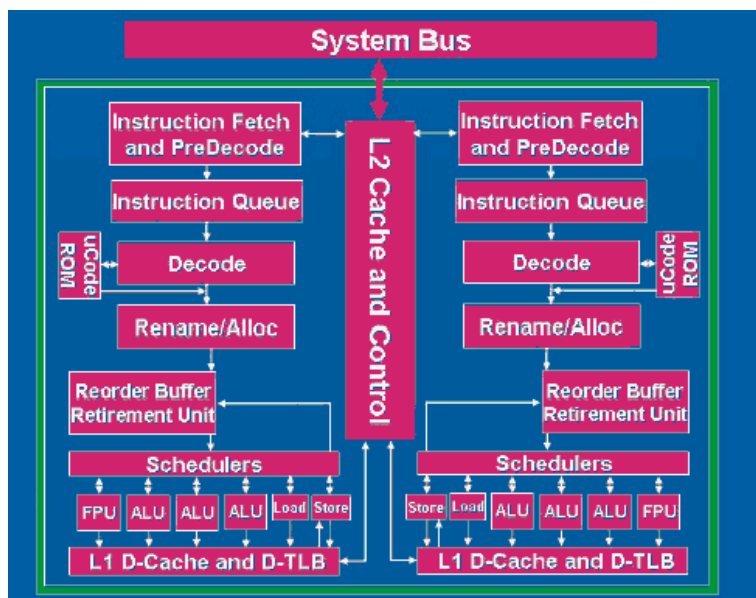 System Bus
Instruction Fetch
and PreDecode
Instruction Queue
uCode
ROM
Decode
Rename/Alloc
Reorder Buffer
Retirement Unit
Schedulers
FPU
ALU
ALU
ALU
Load
Store
L1 D-Cache and D-TLB
L2 Cache and Control
Instruction Fetch
and PreDecode
Instruction Queue
Decode
uCode
ROM
Rename/Alloc
Reorder Buffer
Retirement Unit
Schedulers
Store
Load
ALU
ALU
ALU
FPU
L1 D-Cache and D-TLB